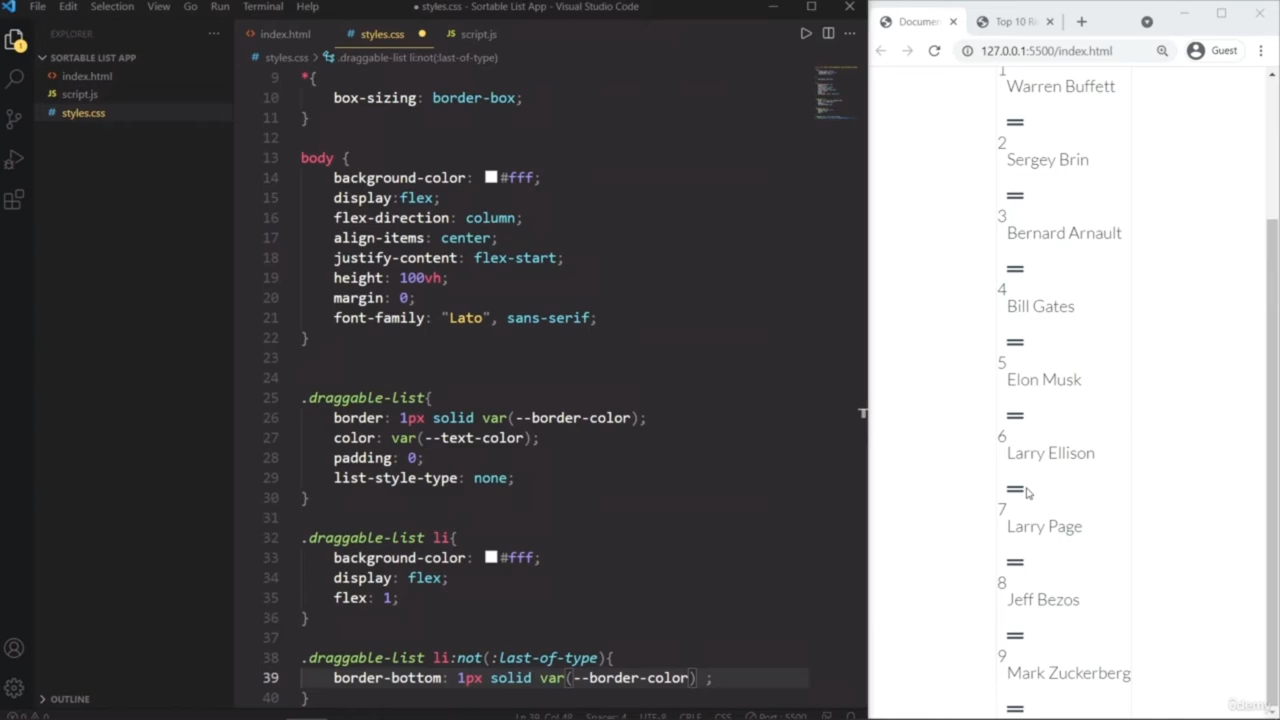 File Edit Selection View Go Run Terminal Help
● styles.css - Sortable List App - Visual Studio Code
EXPLORER
SORTABLE LIST APP
index.html
script.js
styles.css
OUTLINE
index.html
styles.css
script.js
styles.css > .draggable-list li:not(:last-of-type)
9 *{
10 box-sizing: border-box;
11 }
12
13 body {
14 background-color: #fff;
15 display:flex;
16 flex-direction: column;
17 align-items: center;
18 justify-content: flex-start;
19 height: 100vh;
20 margin: 0;
21 font-family: "Lato", sans-serif;
22 }
23
24
25 .draggable-list{
26 border: 1px solid var(--border-color);
27 color: var(--text-color);
28 padding: 0;
29 list-style-type: none;
30 }
31
32 .draggable-list li{
33 background-color: #fff;
34 display: flex;
35 flex: 1;
36 }
37
38 .draggable-list li:not(:last-of-type){
39 border-bottom: 1px solid var(--border-color) ;
40 }
Documen
Top 10 Ri
127.0.0.1:5500/index.html
Guest
1
Warren Buffett
2
Sergey Brin
3
Bernard Arnault
4
Bill Gates
5
Elon Musk
6
Larry Ellison
7
Larry Page
8
Jeff Bezos
9
Mark Zuckerberg
ûdemy